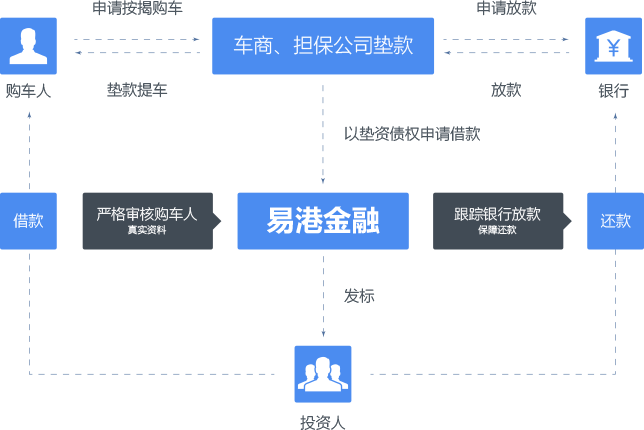 申请按揭购车
申请放款
车商、担保公司垫款
¥
购车人
垫款提车
放款
银行
以垫资债权申请借款
借款
严格审核购车人
真实资料
易港金融
跟踪银行放款
保障还款
还款
发标
投资人